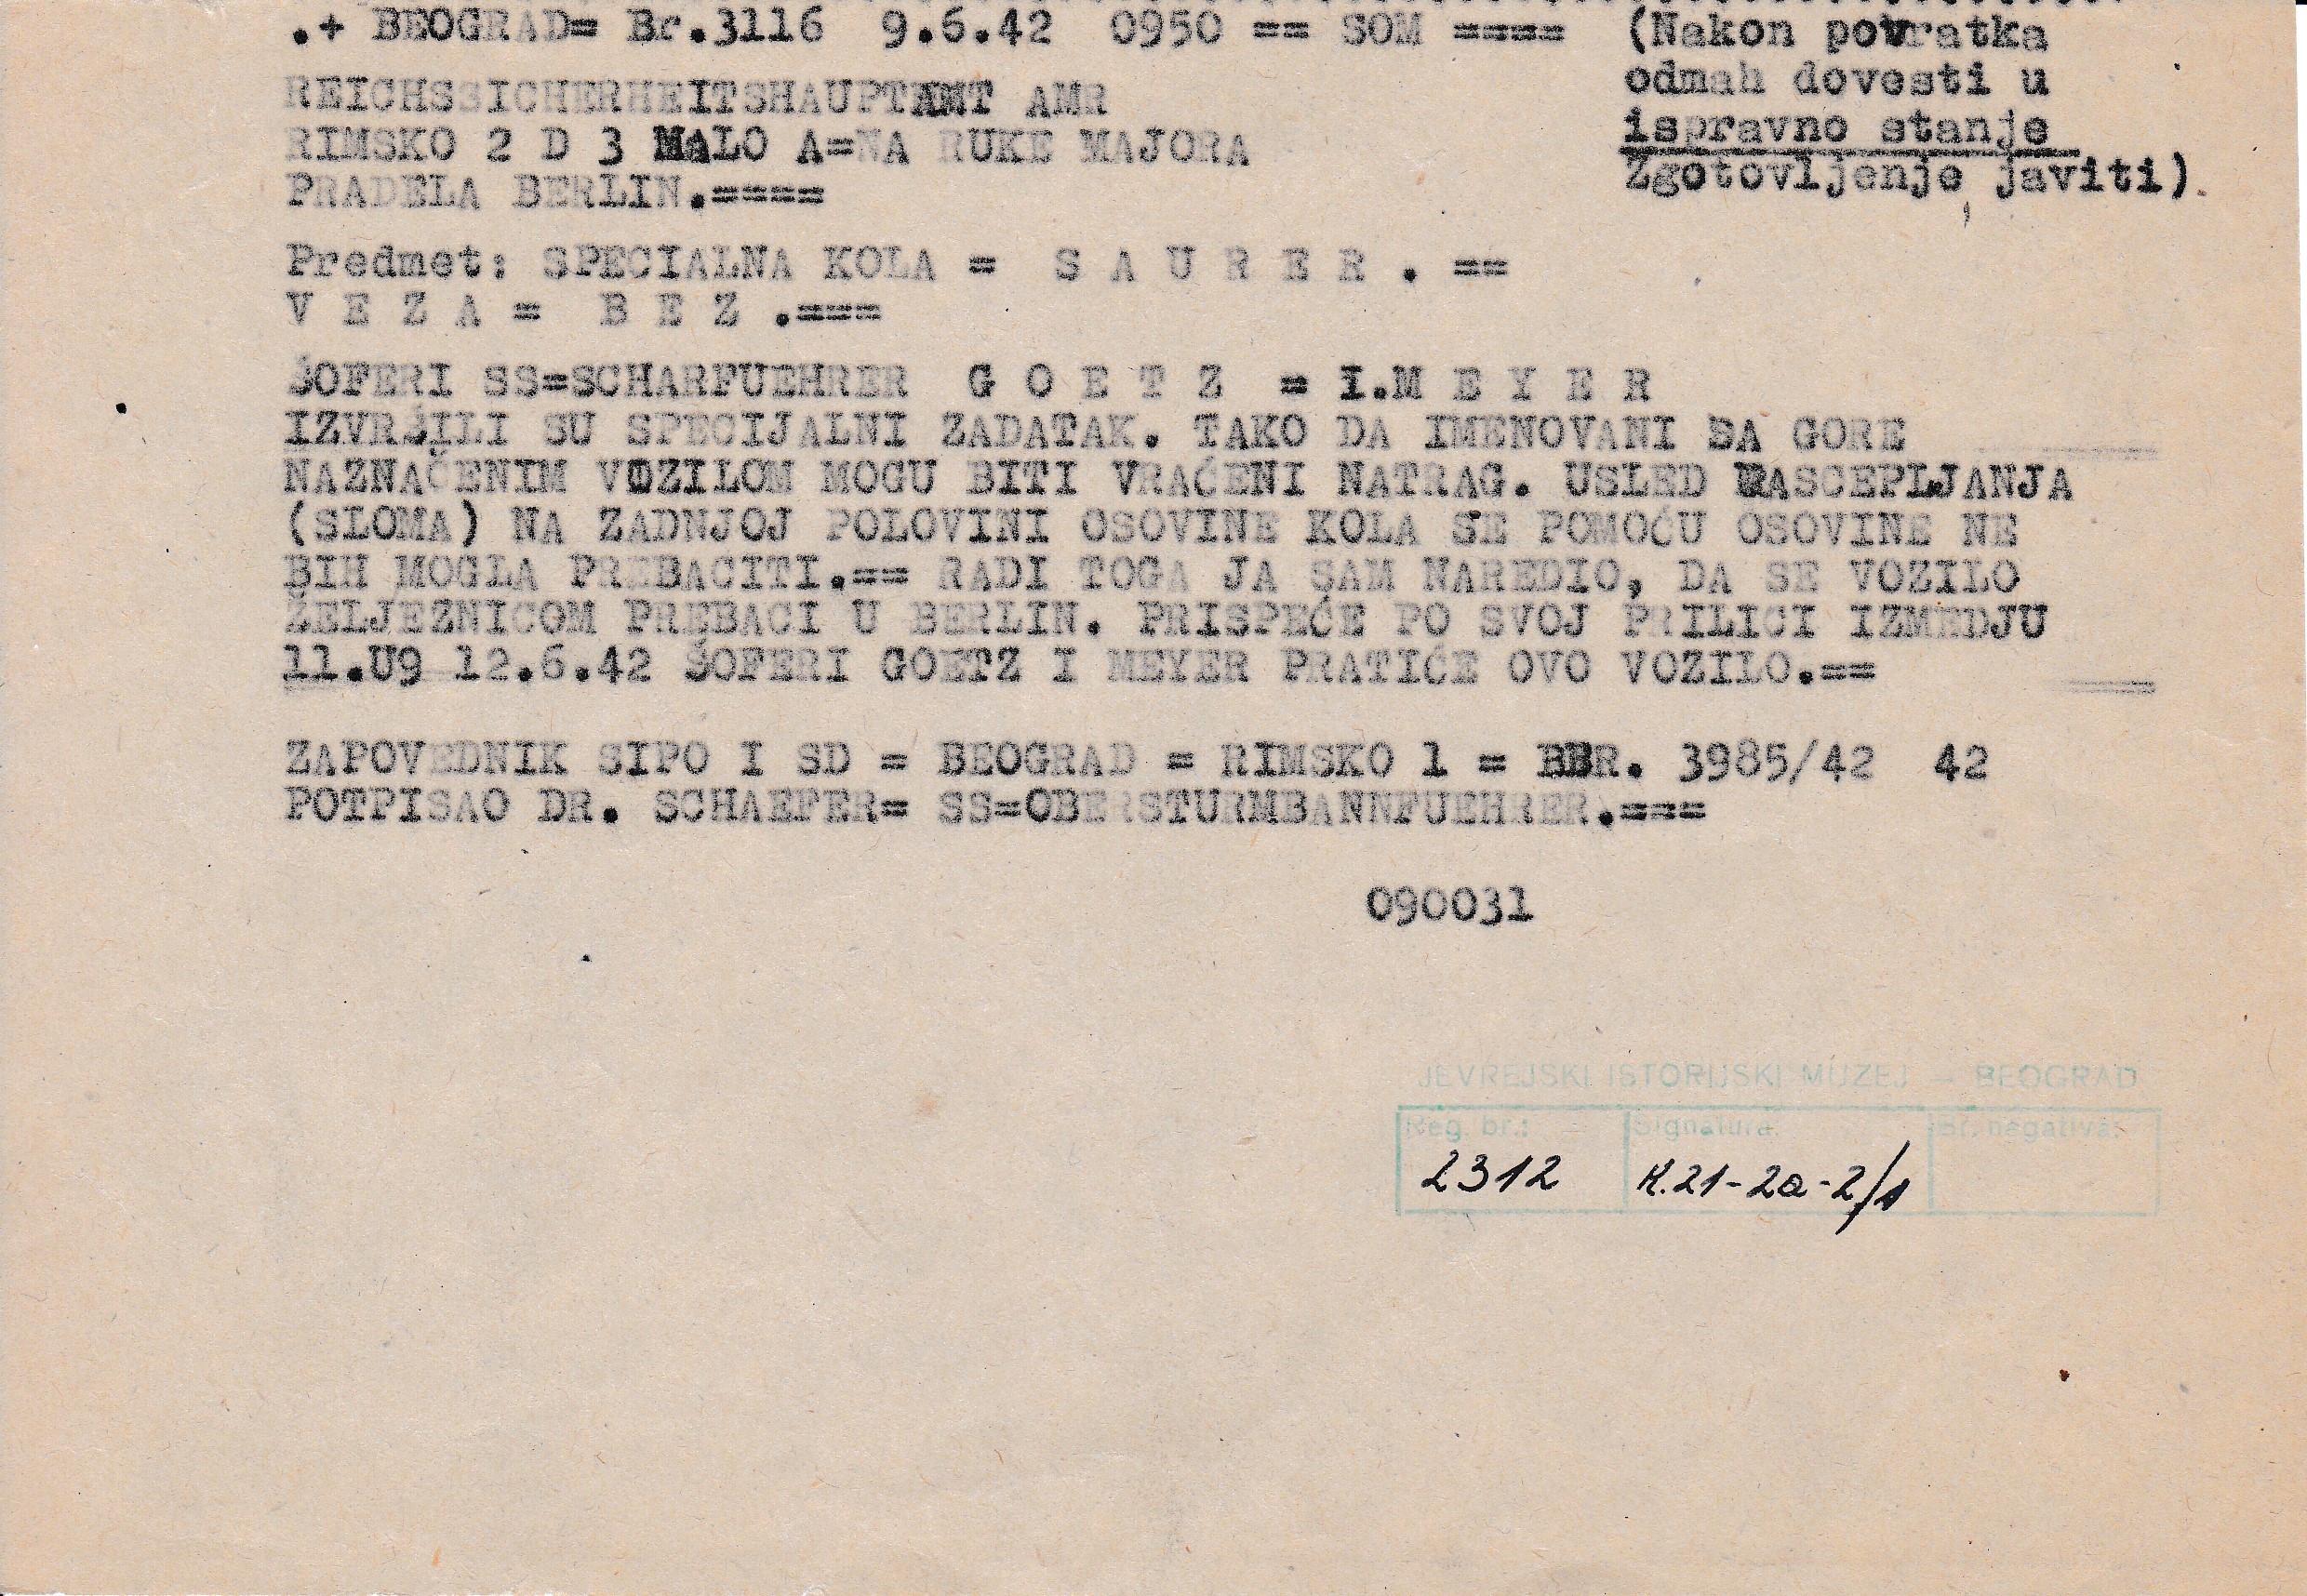 .+ BEOGRAD= Br.3116 9.6.42 0950 == SOM ====
(Nakon povratka
odmah dovesti u
ispravno stanje
Zgotovljenje javiti).
REICHSSICHERHEITSHAUPTAMT AMR
RIMSKO 2 D 3 MALO A=NA RUKE MAJORA
PRADELA BERLIN.====
Predmet: SPECIALNA KOLA = S A U R E R . ==
V E Z A = B E Z .===
ŠOFERI SS=SCHARFUEHRER G O E T Z = i.M E Y E R
IZVRŠILI SU SPECIJALNI ZADATAK. TAKO DA IMENOVANI SA GORE
NAZNAČENIM VOZILOM MOGU BITI VRAĆENI NATRAG. USLED RASCEPLJANJA
(SLOMA) NA ZADNJOJ POLOVINI OSOVINE KOLA SE POMOĆU OSOVINE NE
BIH MOGLA PREBACITI.== RADI TOGA JA SAM NAREDIO, DA SE VOZILO
ŽELJEZNICOM PREBACI U BERLIN. PRISPEĆE PO SVOJ PRILICI IZMEDJU
11.U9 12.6.42 ŠOFERI GOETZ I MEYER PRATIĆE OVO VOZILO.==
ZAPOVEDNIK SIPO I SD = BEOGRAD = RIMSKO 1 = BBR. 3985/42 42
POTPISAO DR. SCHAEFER= SS=OBERSTURMBANNFUEHRER.===
090031
JEVREJSKI ISTORIJSKI MUZEJ — BEOGRAD
Reg. br.: Signatura: Br. negativa:
2312 K.21-2a-2/1